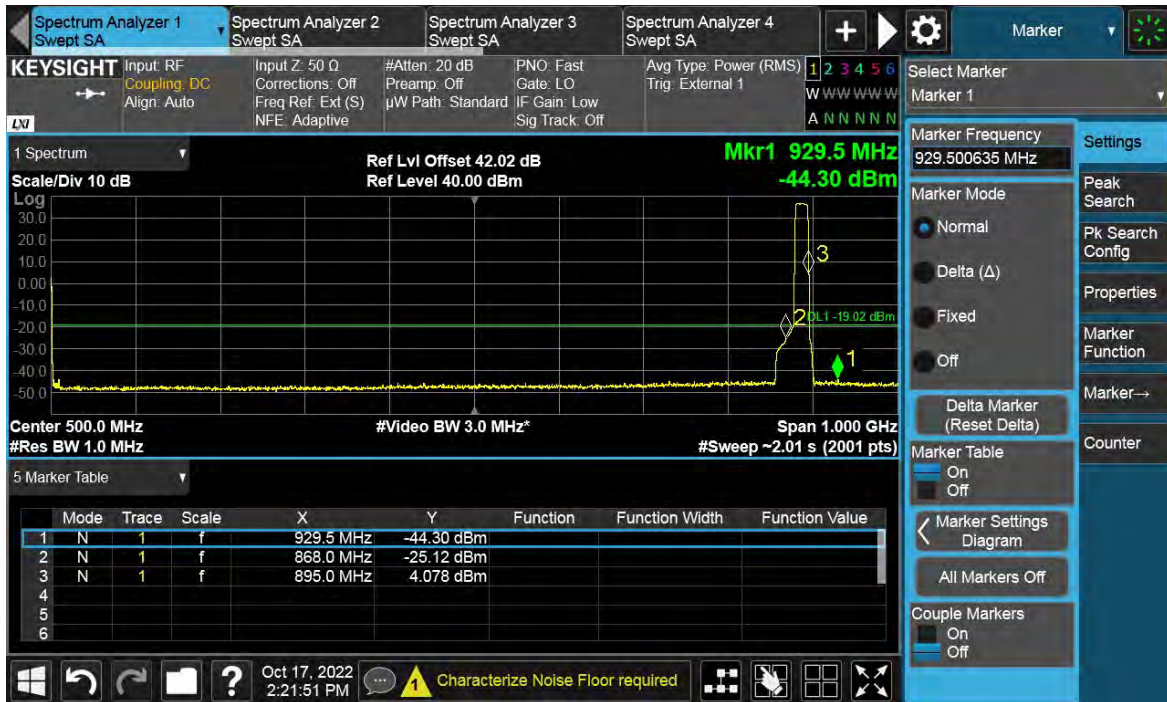 Spectrum Analyzer 1
Swept SA
Spectrum Analyzer 2
Swept SA
Spectrum Analyzer 3
Swept SA
Spectrum Analyzer 4
Swept SA
+
Marker
KEYSIGHT
LXI
Input: RF
Coupling: DC
Align: Auto
Input Z: 50 Ω
Corrections: Off
Freq Ref: Ext (S)
NFE: Adaptive
#Atten: 20 dB
Preamp: Off
µW Path: Standard
PNO: Fast
Gate: LO
IF Gain: Low
Sig Track: Off
Avg Type: Power (RMS)
Trig: External 1
1 2 3 4 5 6
W W W W W W
A N N N N N
Select Marker
Marker 1
1 Spectrum
Scale/Div 10 dB
Ref Lvl Offset 42.02 dB
Ref Level 40.00 dBm
Mkr1 929.5 MHz
-44.30 dBm
Log
30.0
20.0
10.0
0.00
-10.0
-20.0
-30.0
-40.0
-50.0
3
2
DL1 -19.02 dBm
1
Center 500.0 MHz
#Res BW 1.0 MHz
#Video BW 3.0 MHz*
Span 1.000 GHz
#Sweep ~2.01 s (2001 pts)
5 Marker Table
Mode Trace Scale X Y Function Function Width Function Value
1 N 1 f 929.5 MHz -44.30 dBm
2 N 1 f 868.0 MHz -25.12 dBm
3 N 1 f 895.0 MHz 4.078 dBm
4
5
6
Marker Frequency
929.500635 MHz
Marker Mode
Normal
Delta (Δ)
Fixed
Off
Delta Marker
(Reset Delta)
Marker Table
On
Off
Marker Settings
Diagram
All Markers Off
Couple Markers
On
Off
Settings
Peak
Search
Pk Search
Config
Properties
Marker
Function
Marker→
Counter
?
Oct 17, 2022
2:21:51 PM
1
Characterize Noise Floor required